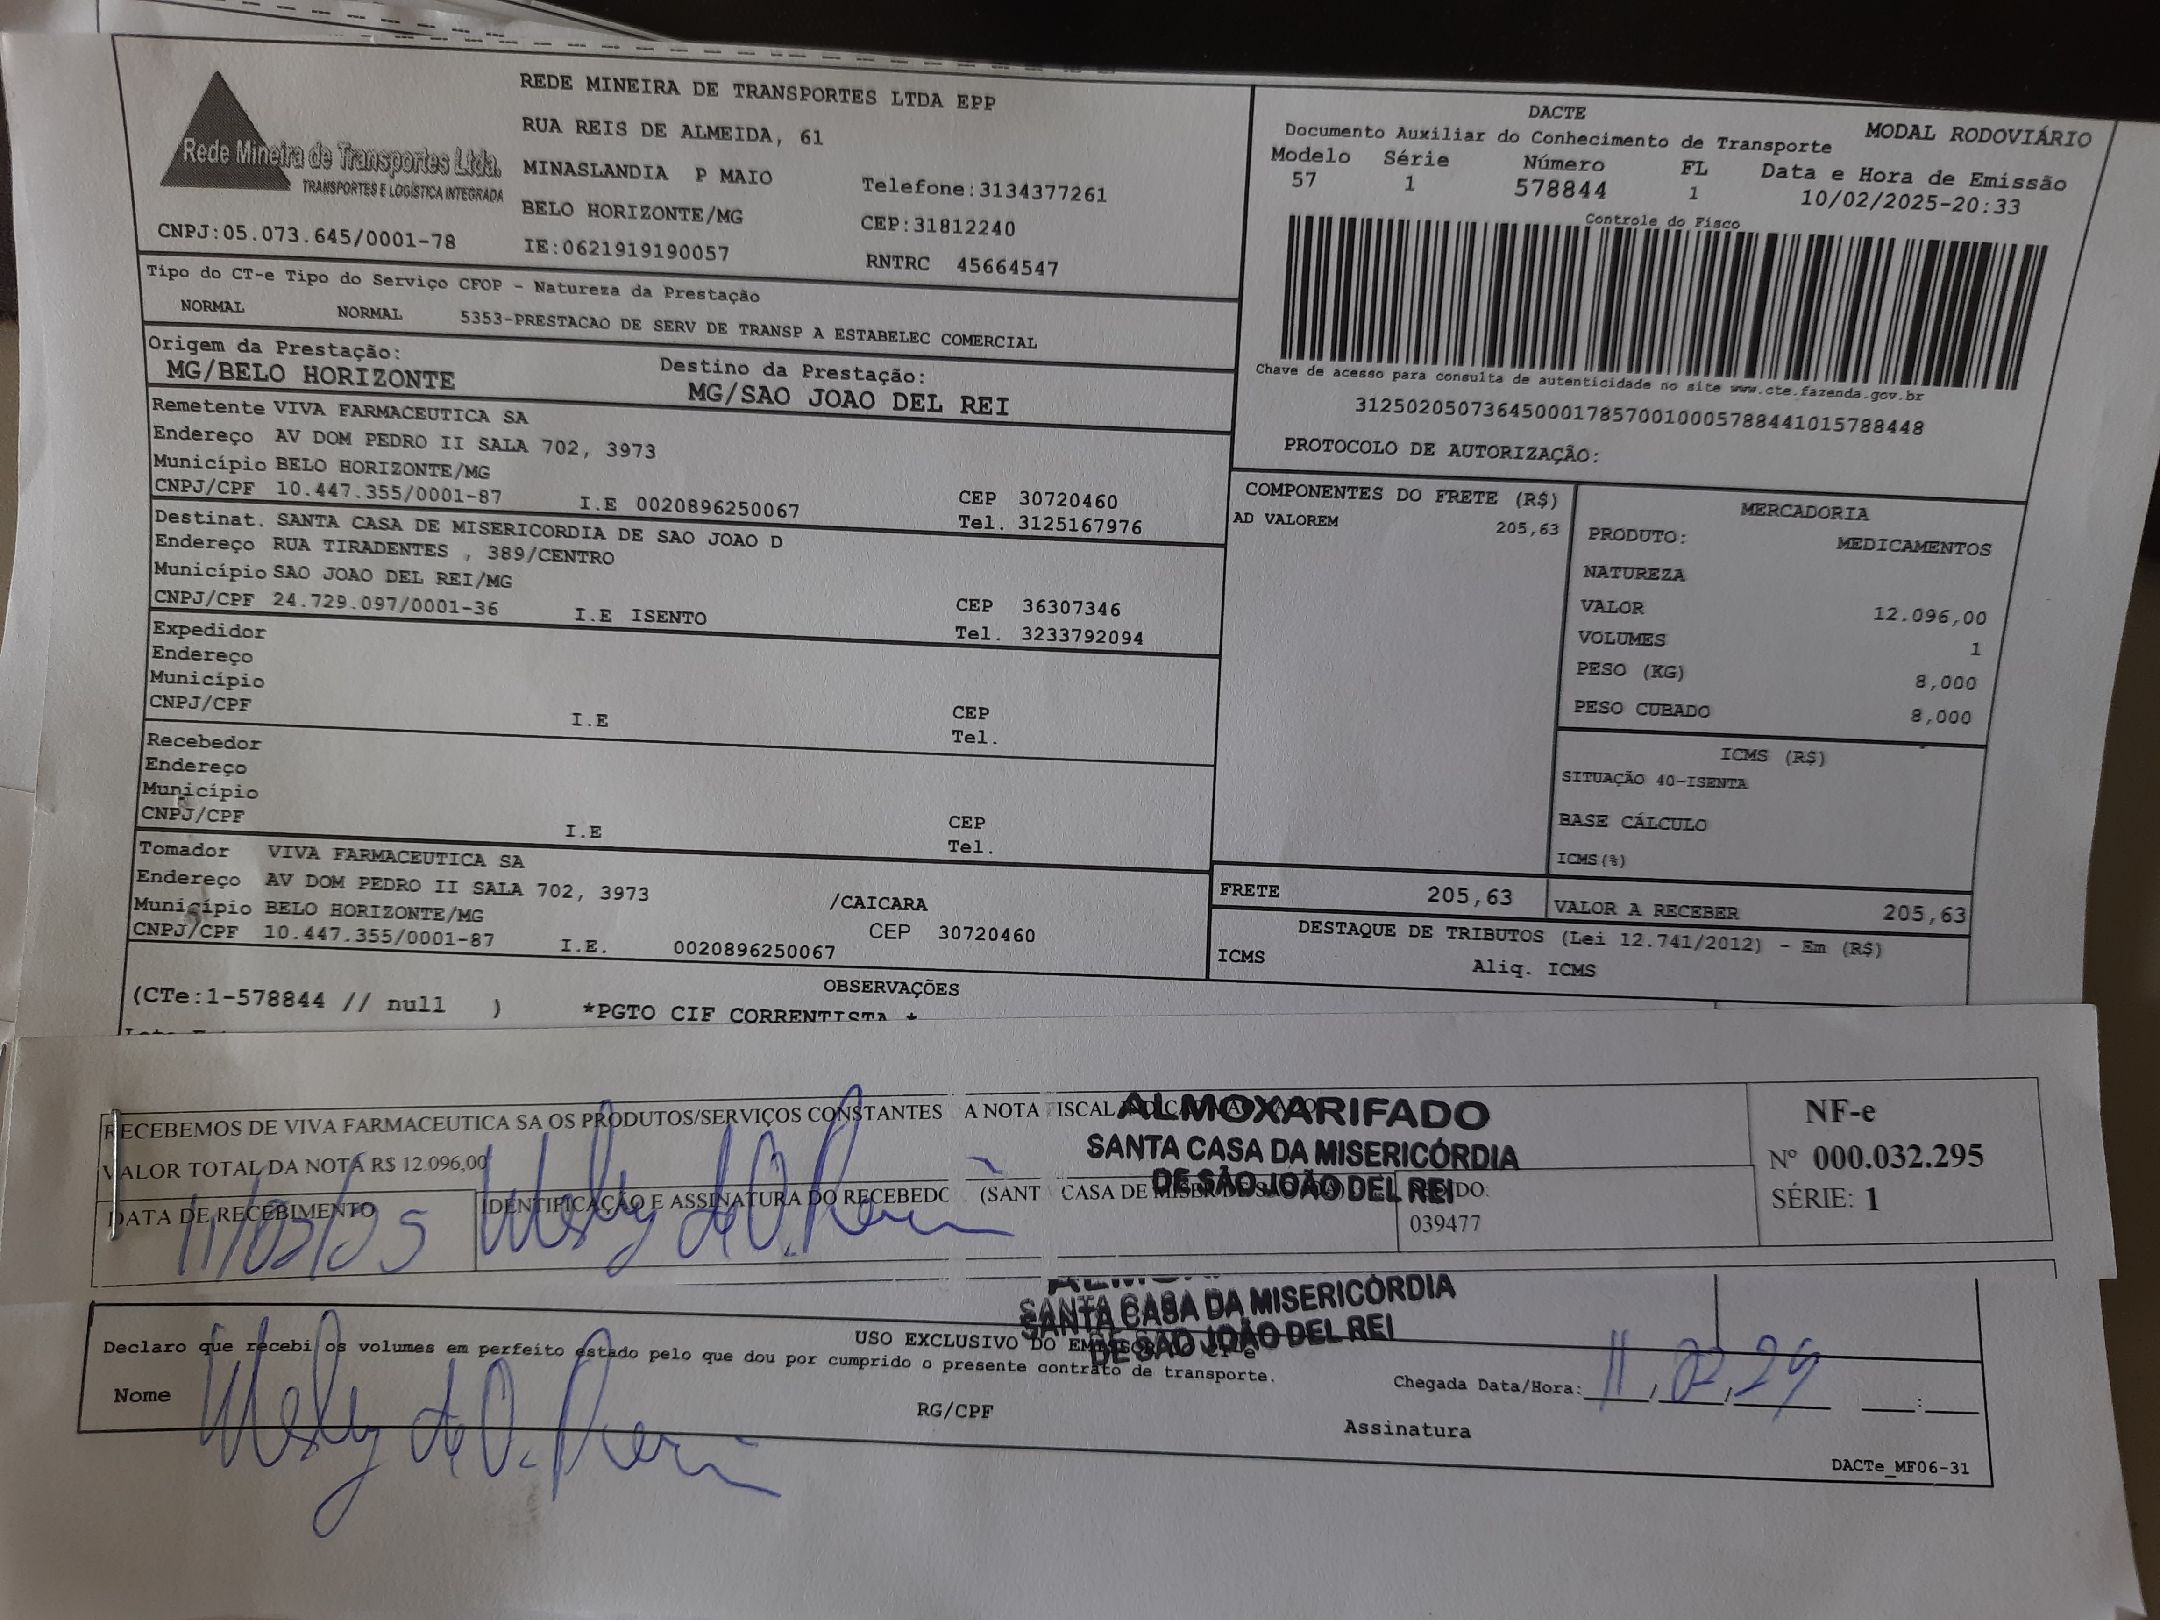 REDE MINEIRA DE TRANSPORTES LTDA EPP
RUA REIS DE ALMEIDA, 61
MINASLANDIA P MAIO Telefone:3134377261
BELO HORIZONTE/MG CEP:31812240
IE:0621919190057 RNTRC 45664547
Rede Mineira de Transportes Ltda.
TRANSPORTES E LOGÍSTICA INTEGRADA
CNPJ:05.073.645/0001-78
DACTE
Documento Auxiliar do Conhecimento de Transporte MODAL RODOVIÁRIO
Modelo Série Número FL Data e Hora de Emissão
57 1 578844 1 10/02/2025-20:33
Controle do Fisco
Chave de acesso para consulta de autenticidade no site www.cte.fazenda.gov.br
31250205073645000178570010005788441015788448
PROTOCOLO DE AUTORIZAÇÃO:
Tipo do CT-e Tipo do Serviço CFOP - Natureza da Prestação
NORMAL NORMAL 5353-PRESTACAO DE SERV DE TRANSP A ESTABELEC COMERCIAL
Origem da Prestação: Destino da Prestação:
MG/BELO HORIZONTE MG/SAO JOAO DEL REI
Remetente VIVA FARMACEUTICA SA
Endereço AV DOM PEDRO II SALA 702, 3973
Município BELO HORIZONTE/MG CEP 30720460
CNPJ/CPF 10.447.355/0001-87 I.E 0020896250067 Tel. 3125167976
Destinat. SANTA CASA DE MISERICORDIA DE SAO JOAO D
Endereço RUA TIRADENTES , 389/CENTRO
Município SAO JOAO DEL REI/MG CEP 36307346
CNPJ/CPF 24.729.097/0001-36 I.E ISENTO Tel. 3233792094
Expedidor
Endereço
Município CEP
CNPJ/CPF I.E Tel.
Recebedor
Endereço
Município CEP
CNPJ/CPF I.E Tel.
Tomador VIVA FARMACEUTICA SA
Endereço AV DOM PEDRO II SALA 702, 3973 /CAICARA
Município BELO HORIZONTE/MG CEP 30720460
CNPJ/CPF 10.447.355/0001-87 I.E. 0020896250067
COMPONENTES DO FRETE (R$)
AD VALOREM 205,63
MERCADORIA
PRODUTO: MEDICAMENTOS
NATUREZA
VALOR 12.096,00
VOLUMES 1
PESO (KG) 8,000
PESO CUBADO 8,000
ICMS (R$)
SITUAÇÃO 40-ISENTA
BASE CÁLCULO
ICMS(%)
FRETE 205,63 VALOR A RECEBER 205,63
DESTAQUE DE TRIBUTOS (Lei 12.741/2012) - Em (R$)
ICMS Aliq. ICMS
OBSERVAÇÕES
(CTe:1-578844 // null ) *PGTO CIF CORRENTISTA *
RECEBEMOS DE VIVA FARMACEUTICA SA OS PRODUTOS/SERVIÇOS CONSTANTES A NOTA FISCAL
VALOR TOTAL DA NOTA R$ 12.096,00
DATA DE RECEBIMENTO IDENTIFICAÇÃO E ASSINATURA DO RECEBEDO (SANT CASA DE MISER
039477
11/02/25
ALMOXARIFADO
SANTA CASA DA MISERICÓRDIA
DE SÃO JOÃO DEL REI
NF-e
Nº 000.032.295
SÉRIE: 1
SANTA CASA DA MISERICÓRDIA
DE SÃO JOÃO DEL REI
USO EXCLUSIVO DO
Declaro que recebi os volumes em perfeito estado pelo que dou por cumprido o presente contrato de transporte.
Nome RG/CPF Chegada Data/Hora: 11, 02, 24 :
Assinatura
DACTe_MF06-31